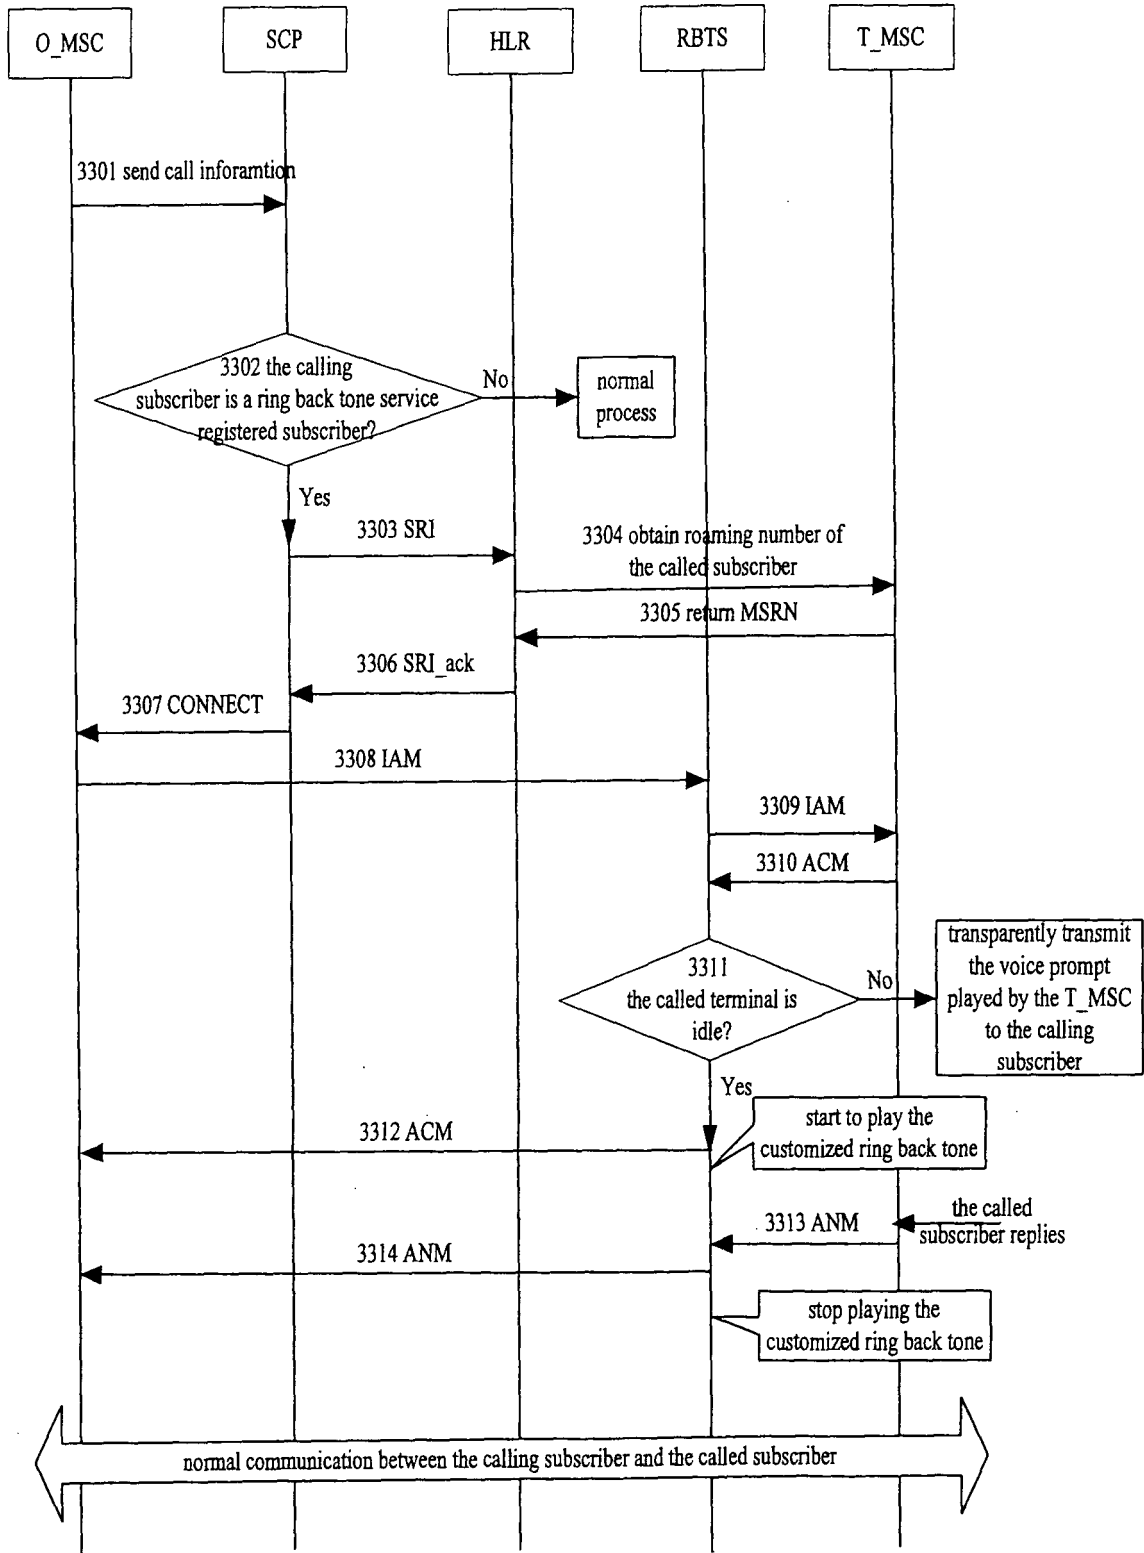 O_MSC
SCP
HLR
RBTS
T_MSC
3301 send call inforamtion
3302 the calling
subscriber is a ring back tone service
registered subscriber?
No
normal
process
Yes
3303 SRI
3304 obtain roaming number of
the called subscriber
3305 return MSRN
3306 SRI_ack
3307 CONNECT
3308 IAM
3309 IAM
3310 ACM
3311
the called terminal is
idle?
No
transparently transmit
the voice prompt
played by the T_MSC
to the calling
subscriber
Yes
start to play the
customized ring back tone
3312 ACM
the called
subscriber replies
3313 ANM
3314 ANM
stop playing the
customized ring back tone
normal communication between the calling subscriber and the called subscriber